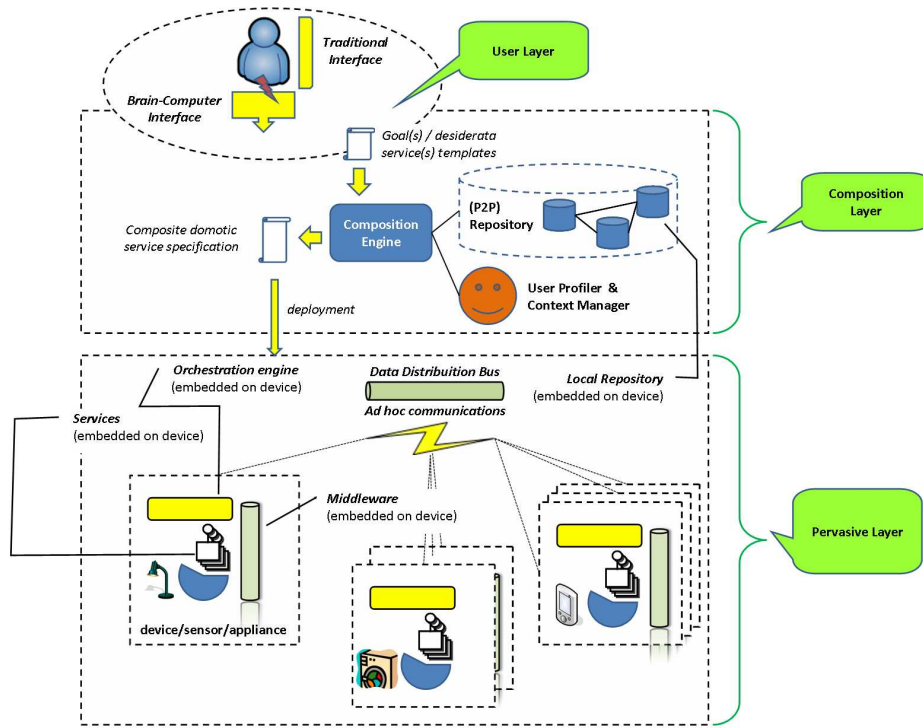 Traditional
Interface
User Layer
Brain-Computer
Interface
Goal(s) / desiderata
service(s) templates
Composition
Layer
(P2P)
Repository
Composition
Engine
Composite domotic
service specification
User Profiler &
Context Manager
deployment
Orchestration engine
(embedded on device)
Data Distribuition Bus
Ad hoc communications
Local Repository
(embedded on device)
Services
(embedded on device)
Middleware
(embedded on device)
Pervasive Layer
device/sensor/appliance